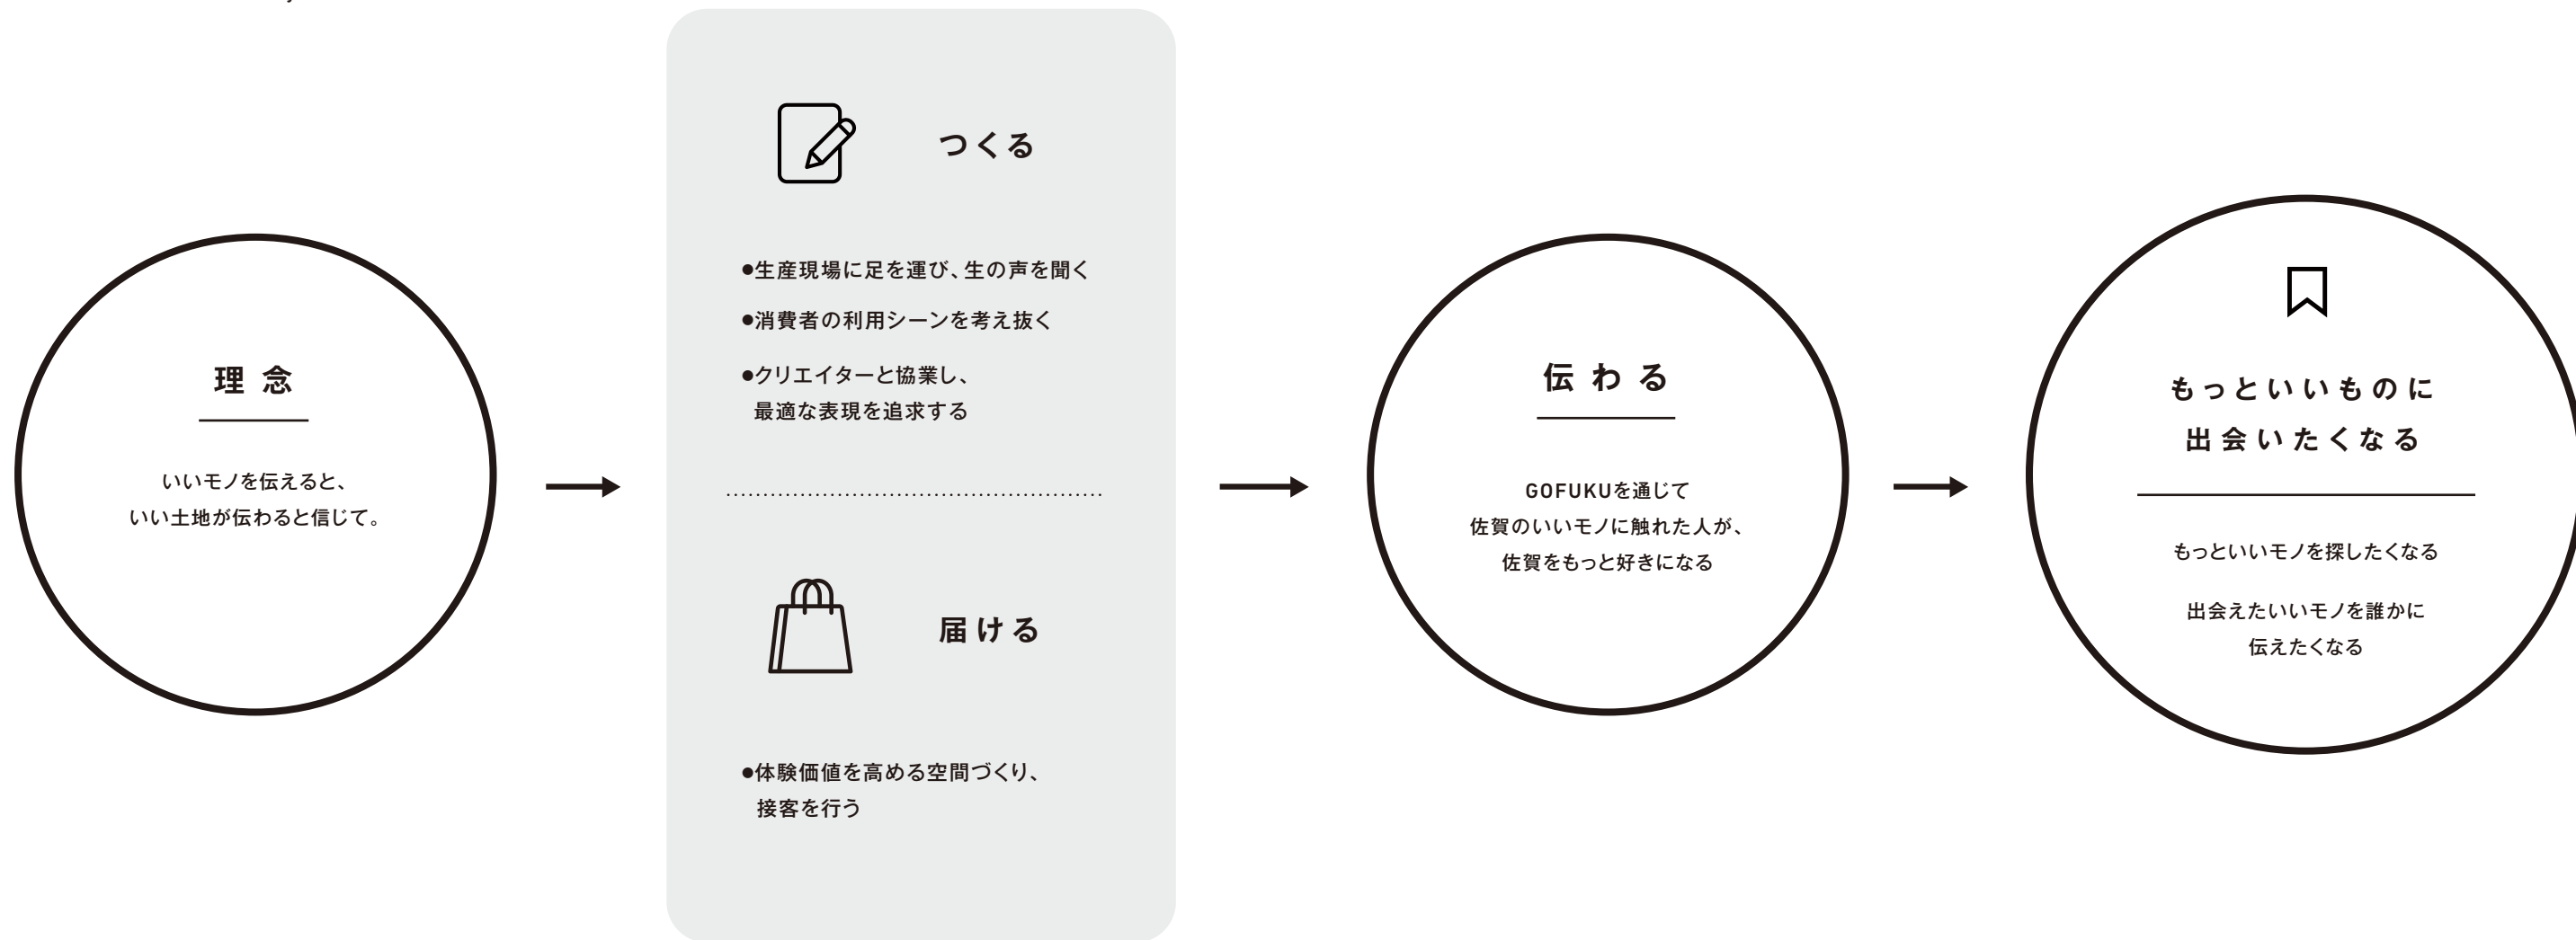 理念
いいモノを伝えると、
いい土地が伝わると信じて。
つくる
●生産現場に足を運び、生の声を聞く
●消費者の利用シーンを考え抜く
●クリエイターと協業し、
最適な表現を追求する
届ける
●体験価値を高める空間づくり、
接客を行う
伝わる
GOFUKUを通じて
佐賀のいいモノに触れた人が、
佐賀をもっと好きになる
もっといいものに
出会いたくなる
もっといいモノを探したくなる
出会えたいいモノを誰かに
伝えたくなる